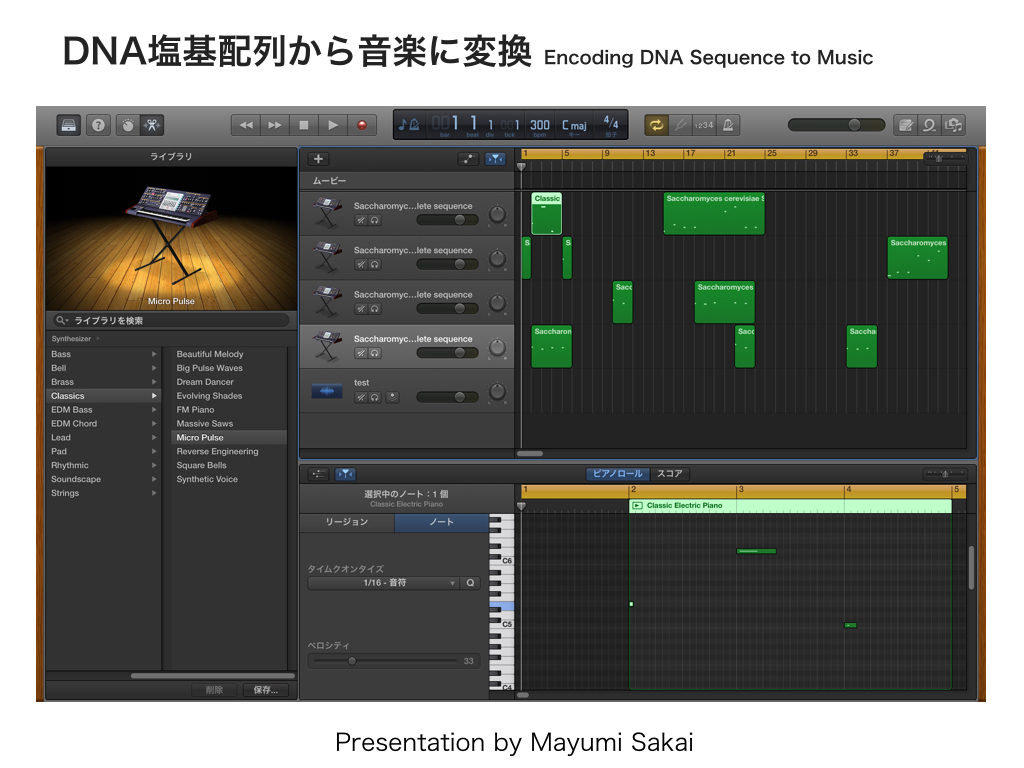 DNA塩基配列から音楽に変換 Encoding DNA Sequence to Music
1 1 1 300 C maj 4/4
bar beat div tick bpm キー 拍子
1234
ライブラリ
Micro Pulse
ライブラリを検索
Synthesizer
Bass
Bell
Brass
Classics
EDM Bass
EDM Chord
Lead
Pad
Rhythmic
Soundscape
Strings
Beautiful Melody
Big Pulse Waves
Dream Dancer
Evolving Shades
FM Piano
Massive Saws
Micro Pulse
Reverse Engineering
Square Bells
Synthetic Voice
削除 保存...
1 5 9 13 17 21 25 29 33 37
ムービー
Saccharomyc...lete sequence
Classic
Saccharomyces cerevisiae S
Saccharomyc...lete sequence
S S
Saccharomyces
Saccharomyc...lete sequence
Sacc
Saccharomyces
Saccharomyc...lete sequence
Saccharon
Sacc
Saccha
test
ピアノロール スコア
選択中のノート：1 個
Classic Electric Piano
リージョン ノート
タイムクオンタイズ
1/16 - 音符 Q
ベロシティ
33
1 2 3 4 5
Classic Electric Piano
C6
C5
C4
Presentation by Mayumi Sakai